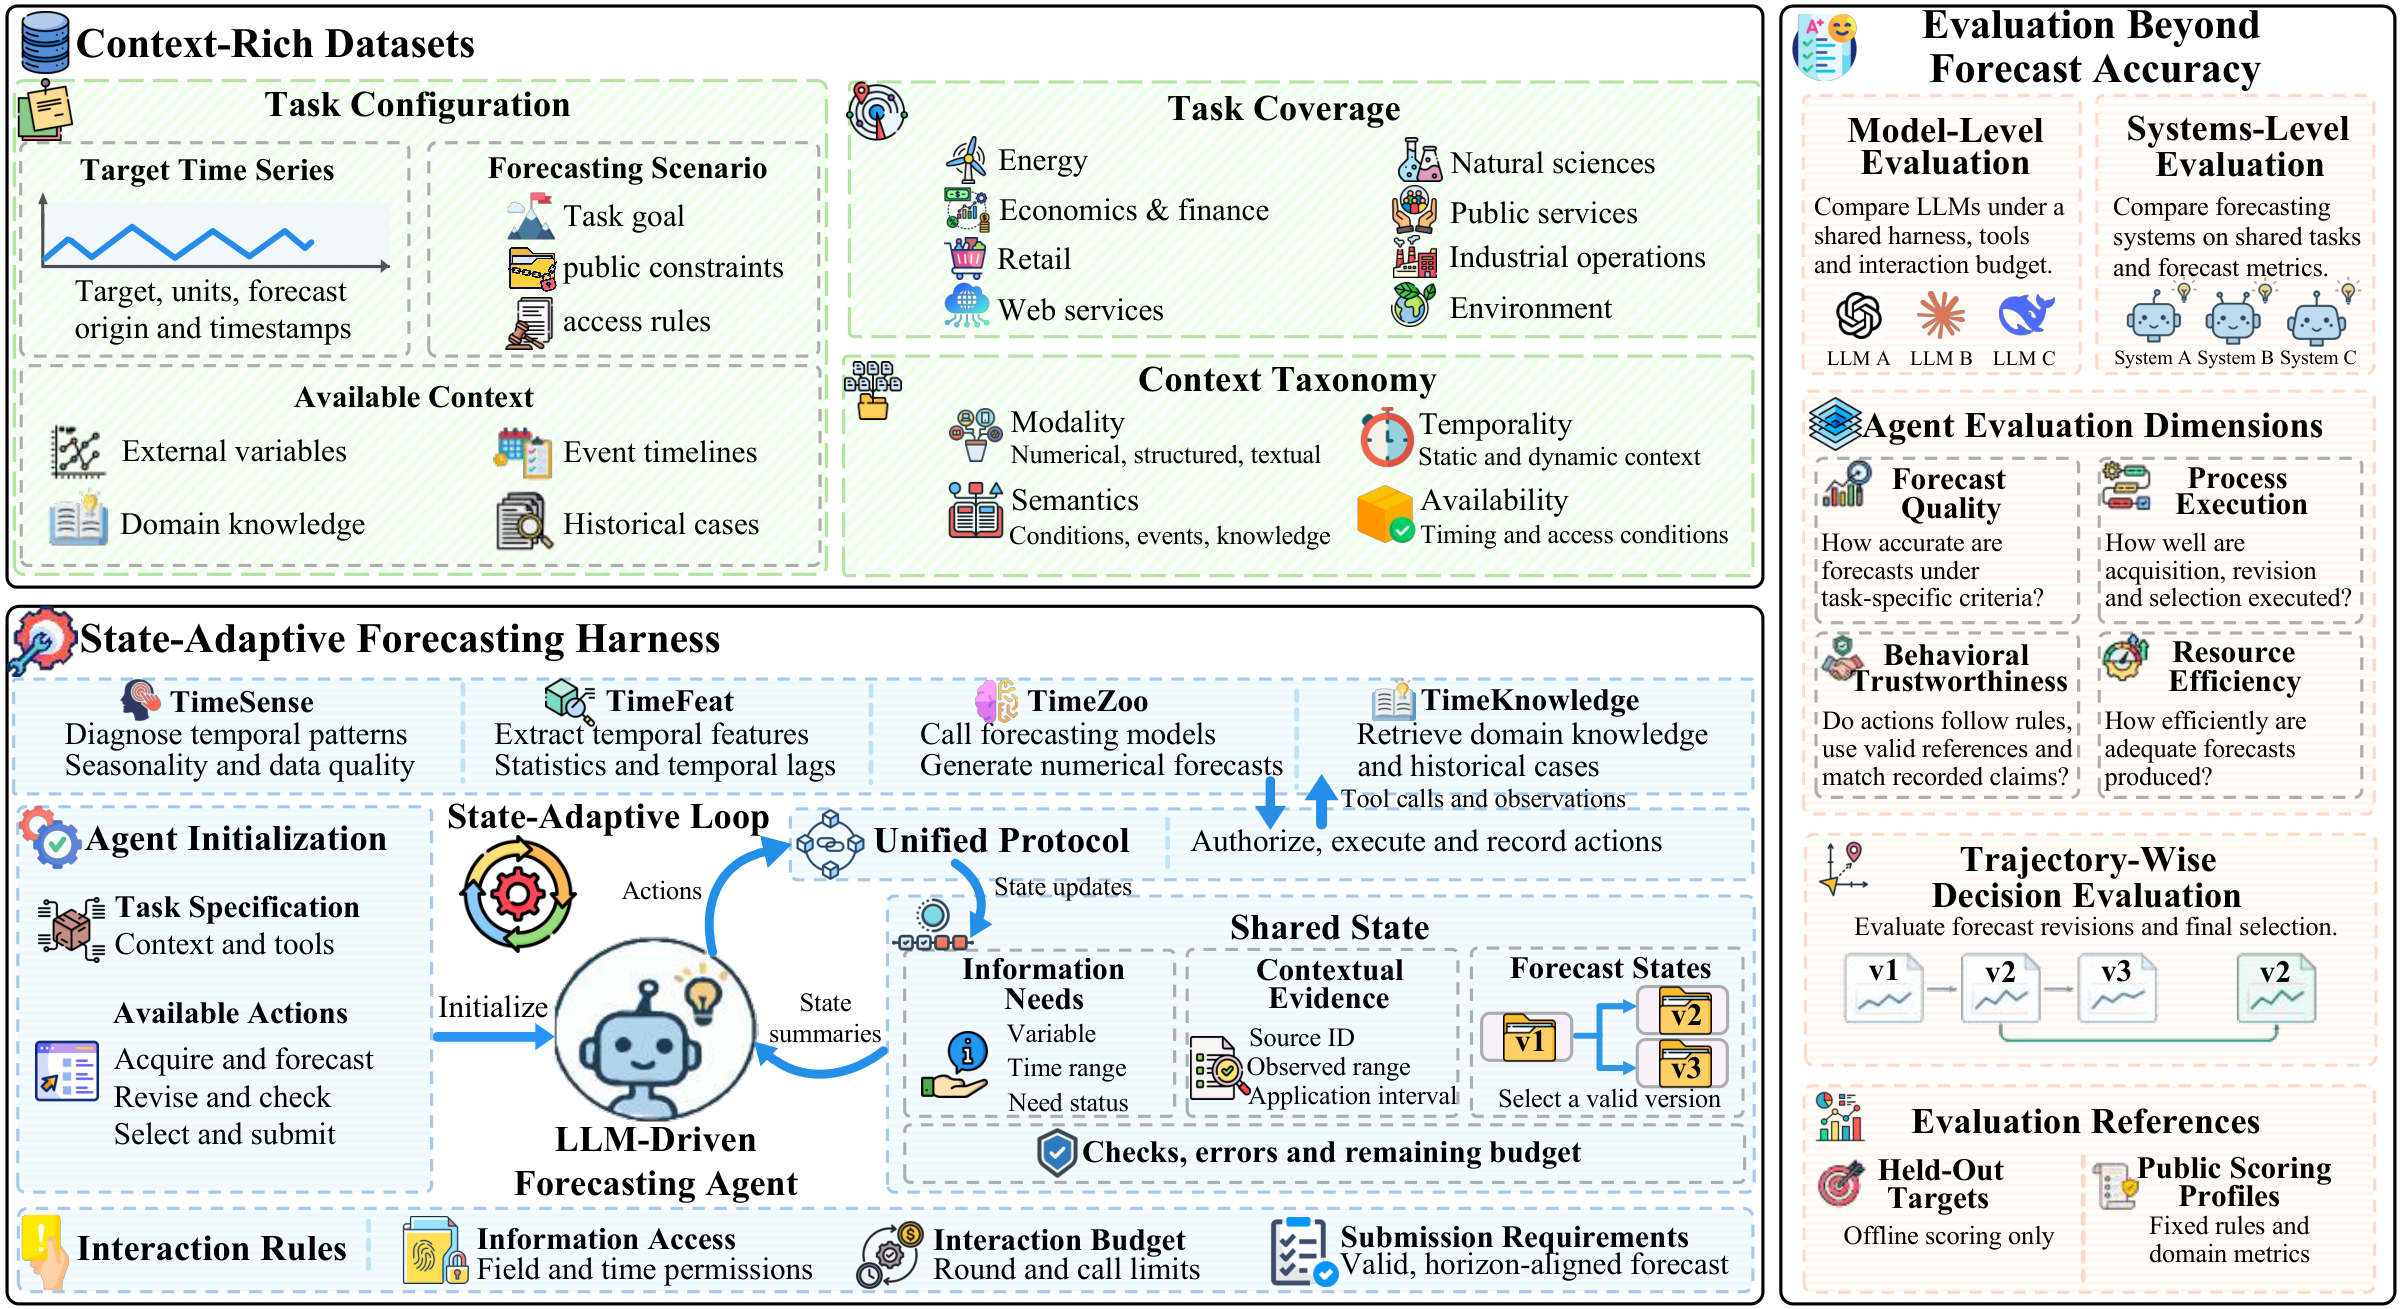 Context-Rich Datasets
Task Configuration
Target Time Series
Target, units, forecast
origin and timestamps
Forecasting Scenario
Task goal
public constraints
access rules
Available Context
External variables
Event timelines
Domain knowledge
Historical cases
Task Coverage
Energy
Natural sciences
Economics & finance
Public services
Retail
Industrial operations
Web services
Environment
Context Taxonomy
Modality
Numerical, structured, textual
Temporality
Static and dynamic context
Semantics
Conditions, events, knowledge
Availability
Timing and access conditions
State-Adaptive Forecasting Harness
TimeSense
Diagnose temporal patterns
Seasonality and data quality
TimeFeat
Extract temporal features
Statistics and temporal lags
TimeZoo
Call forecasting models
Generate numerical forecasts
TimeKnowledge
Retrieve domain knowledge
and historical cases
Tool calls and observations
Agent Initialization
Task Specification
Context and tools
Available Actions
Acquire and forecast
Revise and check
Select and submit
State-Adaptive Loop
Initialize
Actions
LLM-Driven
Forecasting Agent
Unified Protocol
Authorize, execute and record actions
State updates
State
summaries
Shared State
Information
Needs
Variable
Time range
Need status
Contextual
Evidence
Source ID
Observed range
Application interval
Forecast States
v1
v2
v3
Select a valid version
Checks, errors and remaining budget
Interaction Rules
Information Access
Field and time permissions
Interaction Budget
Round and call limits
Submission Requirements
Valid, horizon-aligned forecast
Evaluation Beyond
Forecast Accuracy
Model-Level
Evaluation
Compare LLMs under a
shared harness, tools
and interaction budget.
LLM A LLM B LLM C
Systems-Level
Evaluation
Compare forecasting
systems on shared tasks
and forecast metrics.
System A System B System C
Agent Evaluation Dimensions
Forecast
Quality
How accurate are
forecasts under
task-specific criteria?
Process
Execution
How well are
acquisition, revision
and selection executed?
Behavioral
Trustworthiness
Do actions follow rules,
use valid references and
match recorded claims?
Resource
Efficiency
How efficiently are
adequate forecasts
produced?
Trajectory-Wise
Decision Evaluation
Evaluate forecast revisions and final selection.
v1 v2 v3 v2
Evaluation References
Held-Out
Targets
Offline scoring only
Public Scoring
Profiles
Fixed rules and
domain metrics
A+